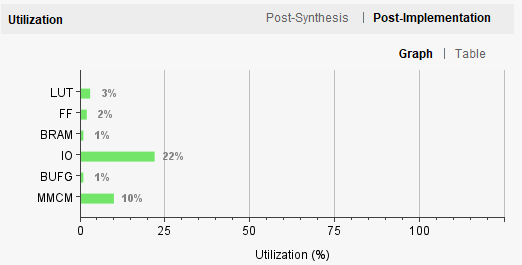 Utilization Post-Synthesis | Post-Implementation
Graph | Table
LUT 3%
FF 2%
BRAM 1%
IO 22%
BUFG 1%
MMCM 10%
0 25 50 75 100
Utilization (%)